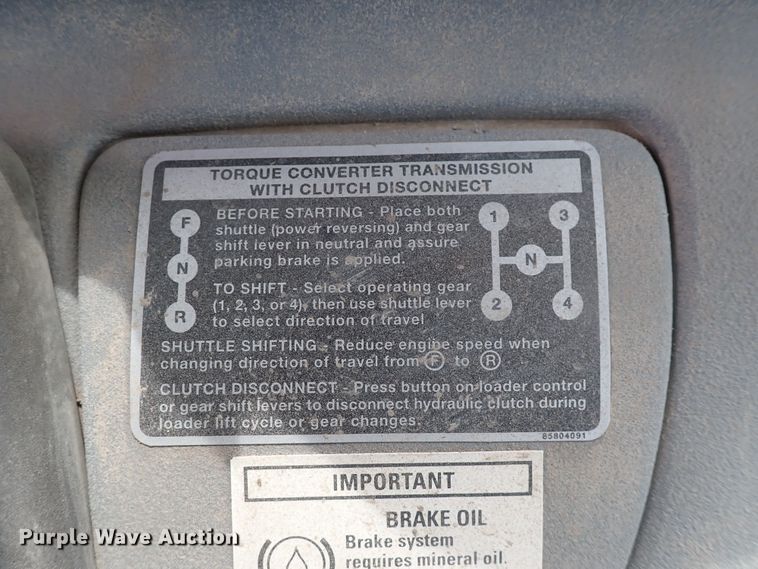 TORQUE CONVERTER TRANSMISSION
WITH CLUTCH DISCONNECT
F
N
R
BEFORE STARTING - Place both
shuttle (power reversing) and gear
shift lever in neutral and assure
parking brake is applied.
TO SHIFT - Select operating gear
(1, 2, 3, or 4), then use shuttle lever
to select direction of travel
1
3
N
2
4
SHUTTLE SHIFTING - Reduce engine speed when
changing direction of travel from F to R
CLUTCH DISCONNECT - Press button on loader control
or gear shift levers to disconnect hydraulic clutch during
loader lift cycle or gear changes.
85804091
IMPORTANT
BRAKE OIL
Brake system
requires mineral oil.
Purple Wave Auction